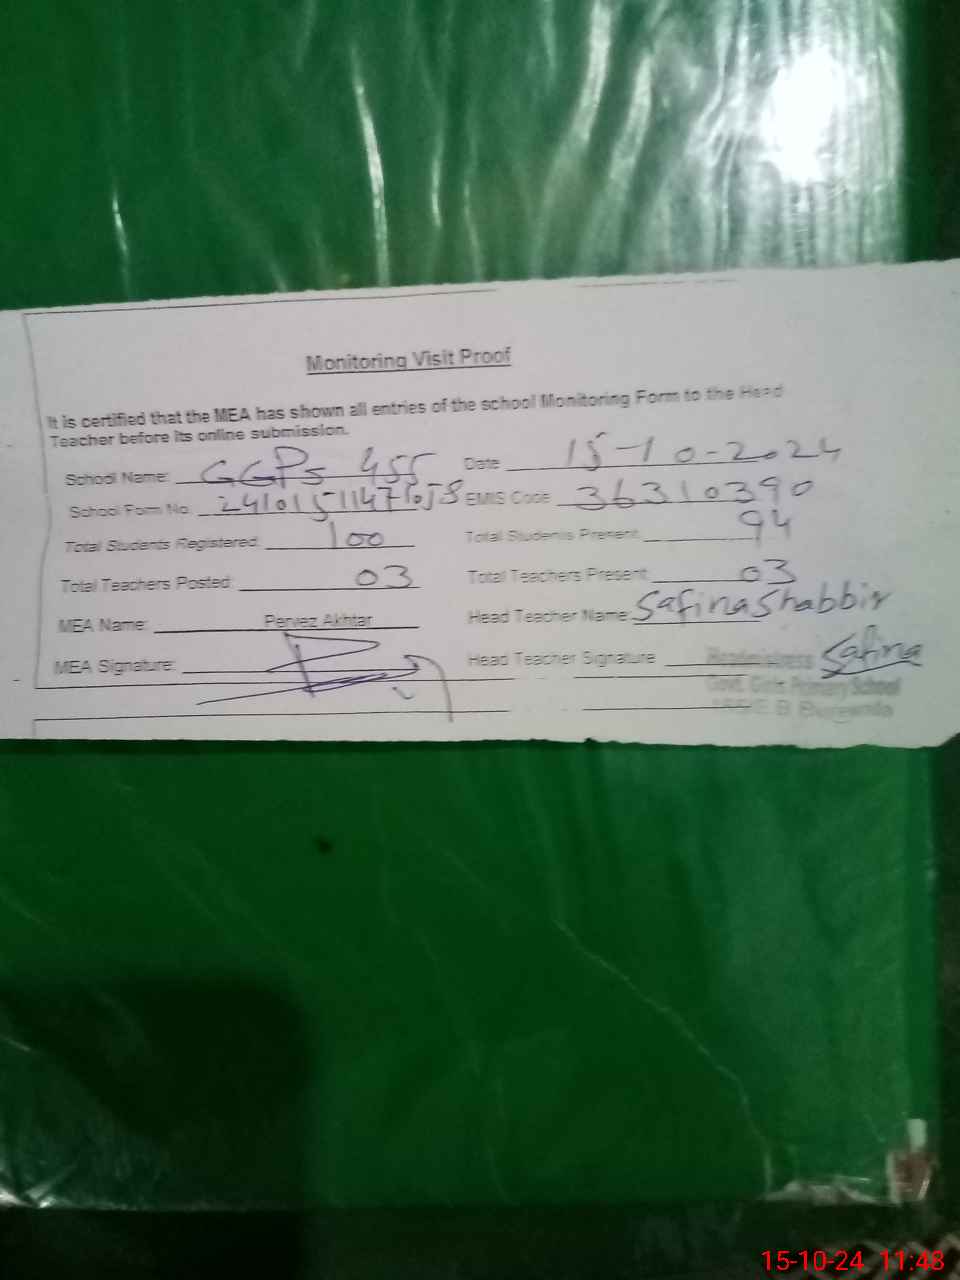 Monitoring Visit Proof
It is certified that the MEA has shown all entries of the school Monitoring Form to the Head
Teacher before its online submission.
School Name: GGPS 455 Date 15-10-2024
School Form No. EMIS Code 36310390
Total Students Registered: 100 Total Students Present: 94
Total Teachers Posted: 03 Total Teachers Present 03
MEA Name: Pervez Akhtar Head Teacher Name: Safina Shabbir
MEA Signature: Head Teacher Signature Safina
Headmistress
Govt. Girls Primary School
15-10-24 11:48